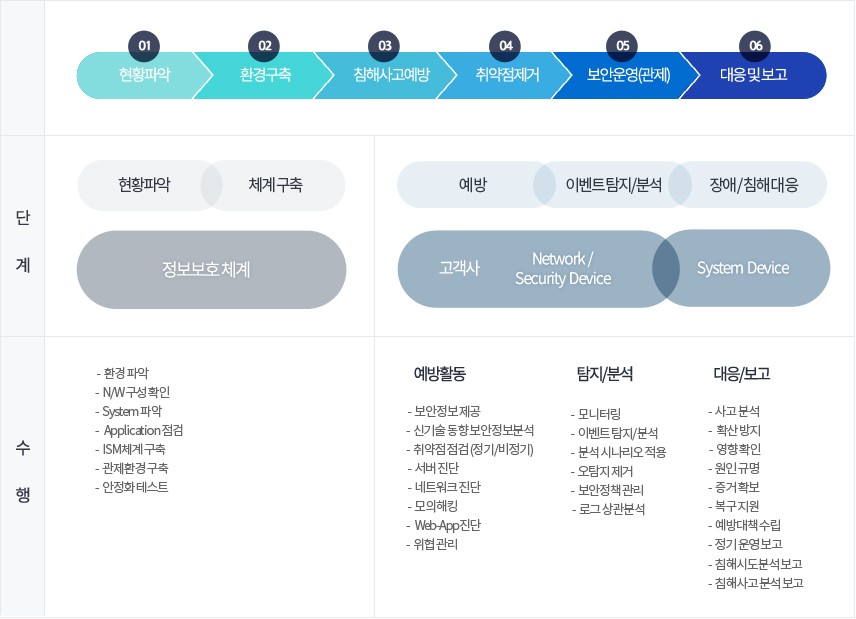 01 02 03 04 05 06
현황파악 환경구축 침해사고예방 취약점제거 보안운영(관제) 대응 및 보고
단계
현황파악 체계 구축 예방 이벤트 탐지/분석 장애/침해 대응
정보보호 체계
고객사
Network /
Security Device
System Device
수행
- 환경 파악
- N/W 구성 확인
- System 파악
- Application 점검
- ISM체계 구축
- 관제환경 구축
- 안정화 테스트
예방활동
- 보안정보 제공
- 신기술 동향 보안정보분석
- 취약점 점검 (정기/비정기)
- 서버 진단
- 네트워크 진단
- 모의해킹
- Web-App진단
- 위협 관리
탐지/분석
- 모니터링
- 이벤트 탐지/분석
- 분석 시나리오 적용
- 오탐지 제거
- 보안정책 관리
- 로그 상관분석
대응/보고
- 사고 분석
- 확산 방지
- 영향 확인
- 원인 규명
- 증거 확보
- 복구 지원
- 예방대책 수립
- 정기 운영 보고
- 침해시도 분석 보고
- 침해사고 분석 보고